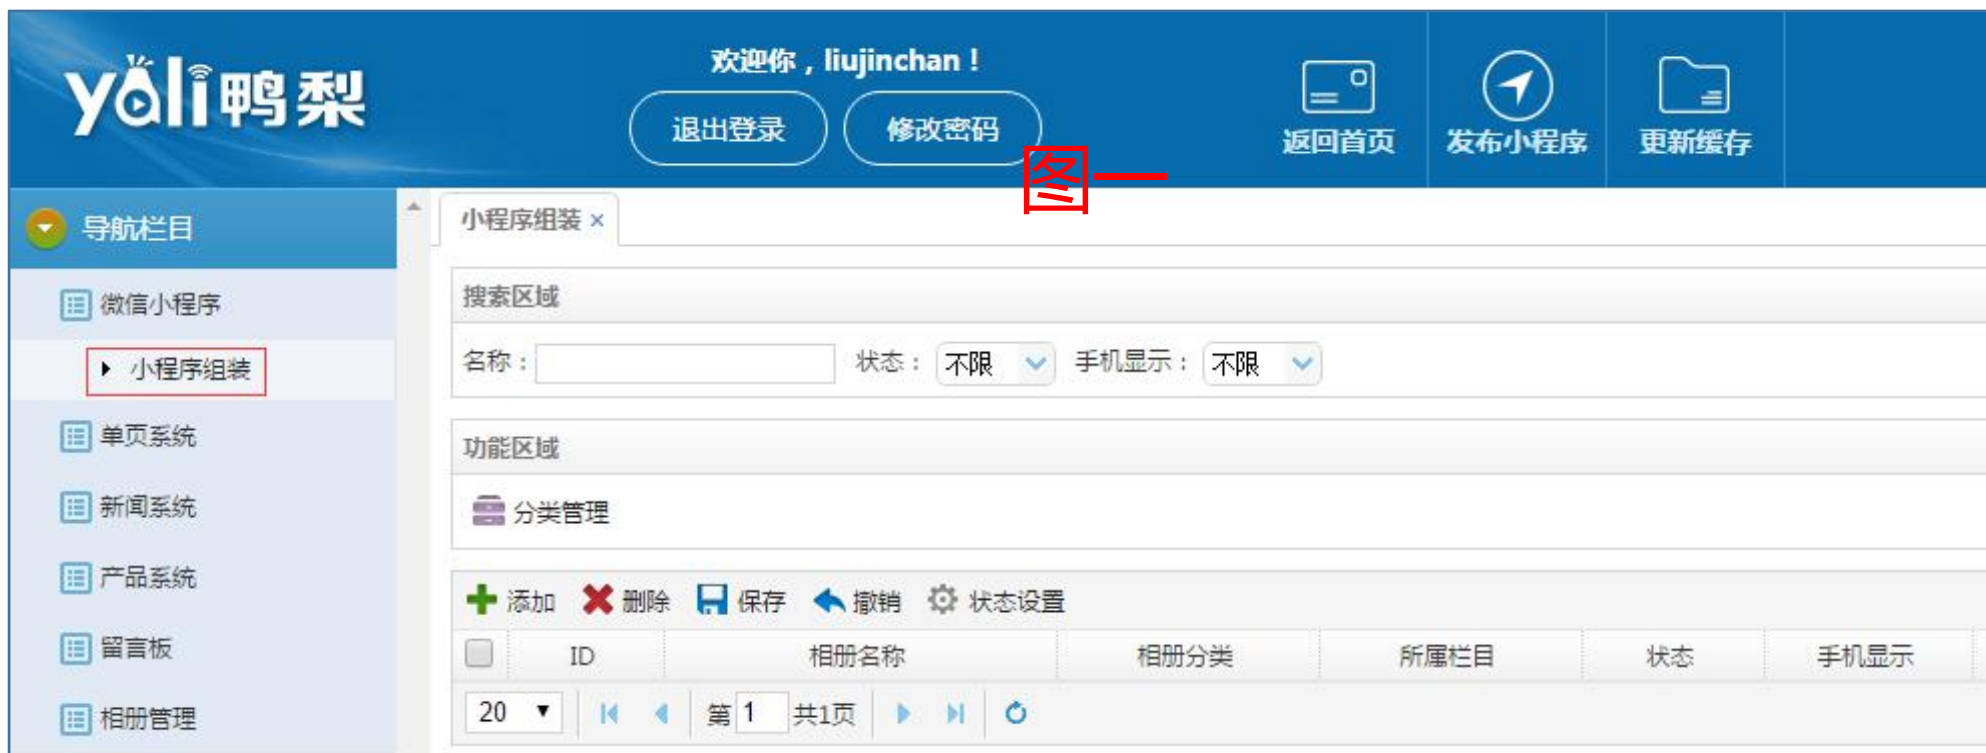 yali鸭梨
欢迎你，liujinchan！
退出登录 修改密码
返回首页 发布小程序 更新缓存
图一
导航栏目
微信小程序
小程序组装
单页系统
新闻系统
产品系统
留言板
相册管理
小程序组装 ×
搜索区域
名称： 状态： 不限 手机显示： 不限
功能区域
分类管理
添加 删除 保存 撤销 状态设置
ID 相册名称 相册分类 所属栏目 状态 手机显示
20 第 1 共1页